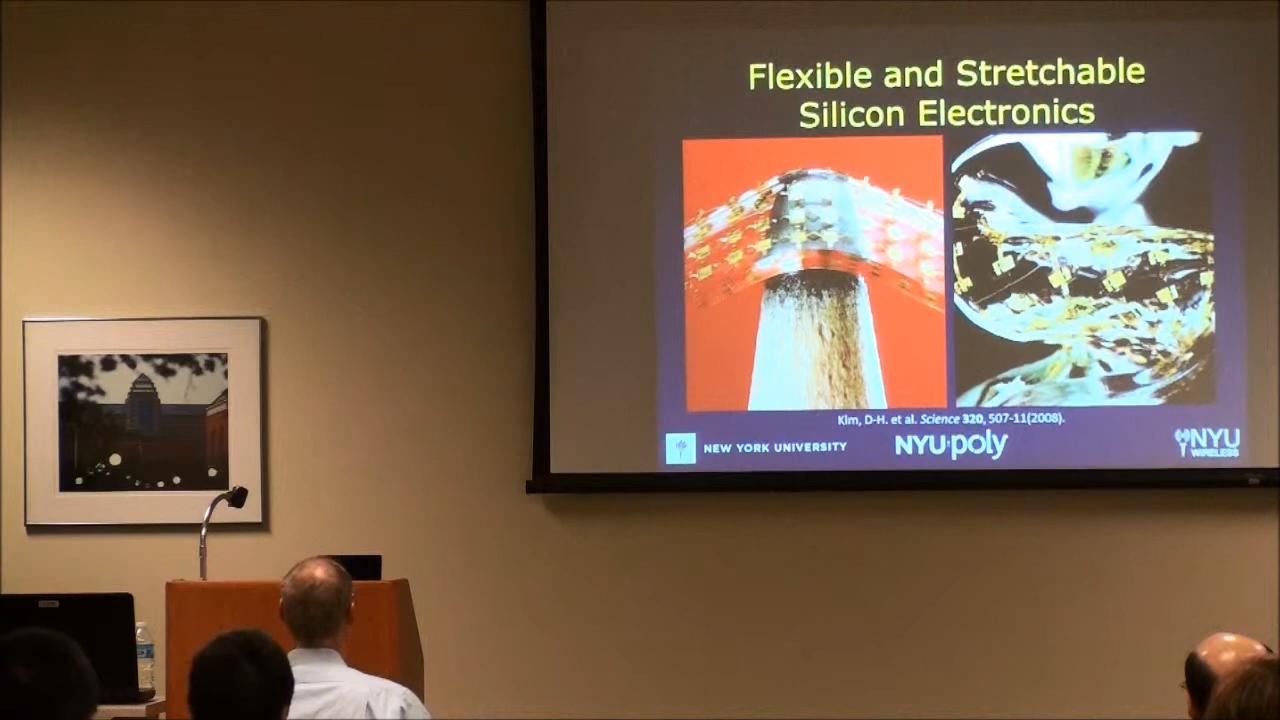 Flexible and Stretchable
Silicon Electronics
Kim, D-H. et al. Science 320, 507-11(2008).
NEW YORK UNIVERSITY
NYU·poly
NYU
WIRELESS